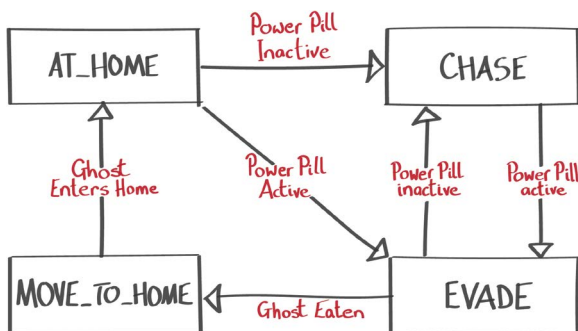 Power Pill
Inactive
AT_HOME
CHASE
Ghost
Enters Home
Power Pill
Active
Power Pill
inactive
Power Pill
active
MOVE_TO_HOME
Ghost Eaten
EVADE